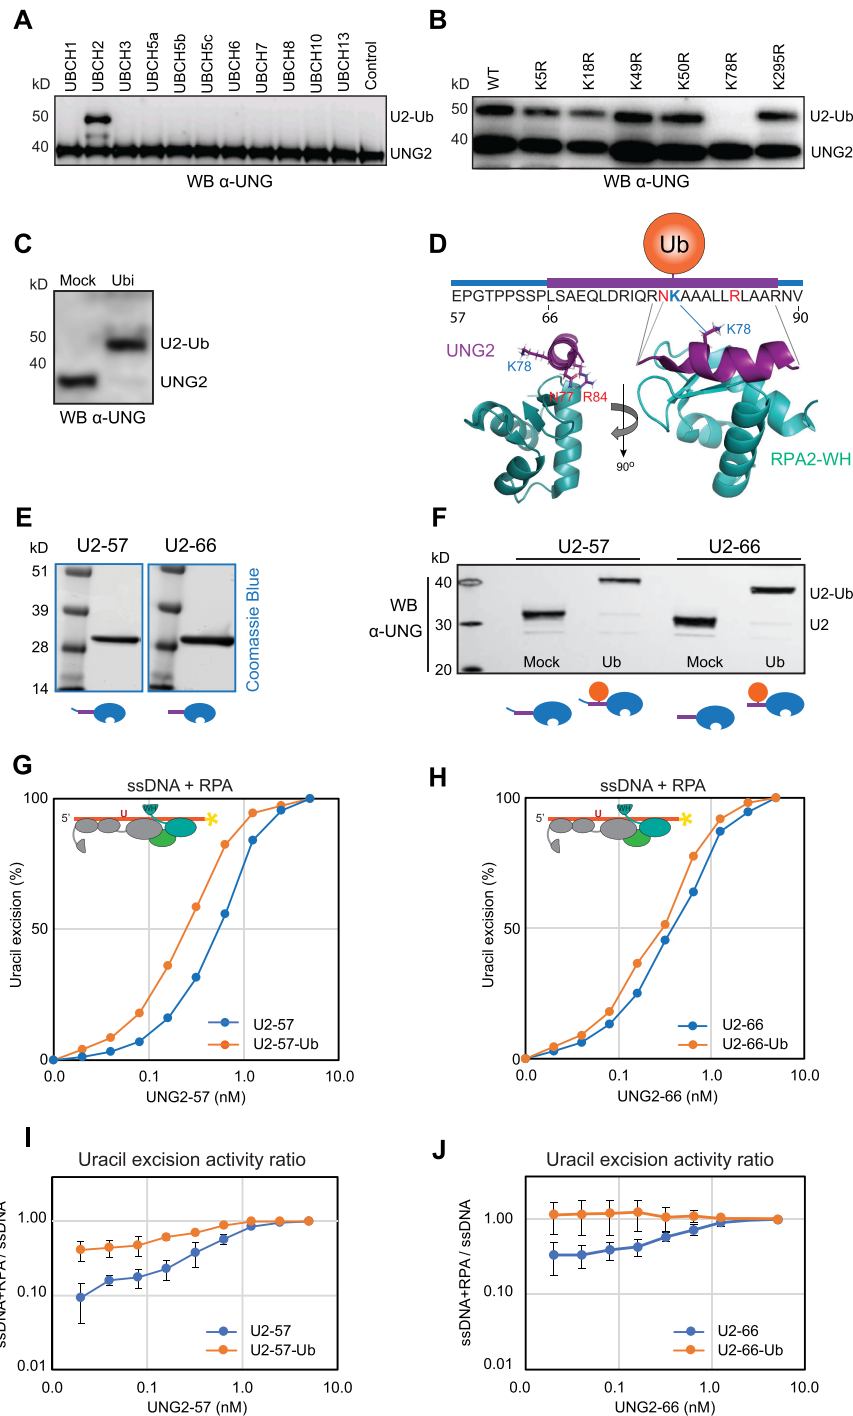 A
UBCH1
UBCH2
UBCH3
UBCH5a
UBCH5b
UBCH5c
UBCH6
UBCH7
UBCH8
UBCH10
UBCH13
Control
kD
50
40
U2-Ub
UNG2
WB α-UNG
B
WT
K5R
K18R
K49R
K50R
K78R
K295R
kD
50
40
U2-Ub
UNG2
WB α-UNG
C
kD
Mock Ubi
50
40
U2-Ub
UNG2
WB α-UNG
D
Ub
EPGTPPSSPLSAEQLDRIQRNKAAALLRLAARNV
57 66 90
UNG2
K78
N77 R84
90º
K78
RPA2-WH
E
kD
U2-57 U2-66
51
39
28
14
Coomassie Blue
F
kD
U2-57 U2-66
40
30
20
WB
α-UNG
U2-Ub
U2
Mock Ub Mock Ub
G
ssDNA + RPA
100
50
0
Uracil excision (%)
5'
U
WH
U2-57
U2-57-Ub
0.0 0.1 1.0 10.0
UNG2-57 (nM)
H
ssDNA + RPA
100
50
0
Uracil excision (%)
5'
U
WH
U2-66
U2-66-Ub
0.0 0.1 1.0 10.0
UNG2-66 (nM)
I
Uracil excision activity ratio
1.00
0.10
0.01
ssDNA+RPA / ssDNA
U2-57
U2-57-Ub
0.0 0.1 1.0 10.0
UNG2-57 (nM)
J
Uracil excision activity ratio
1.00
0.10
0.01
ssDNA+RPA / ssDNA
U2-66
U2-66-Ub
0.0 0.1 1.0 10.0
UNG2-66 (nM)